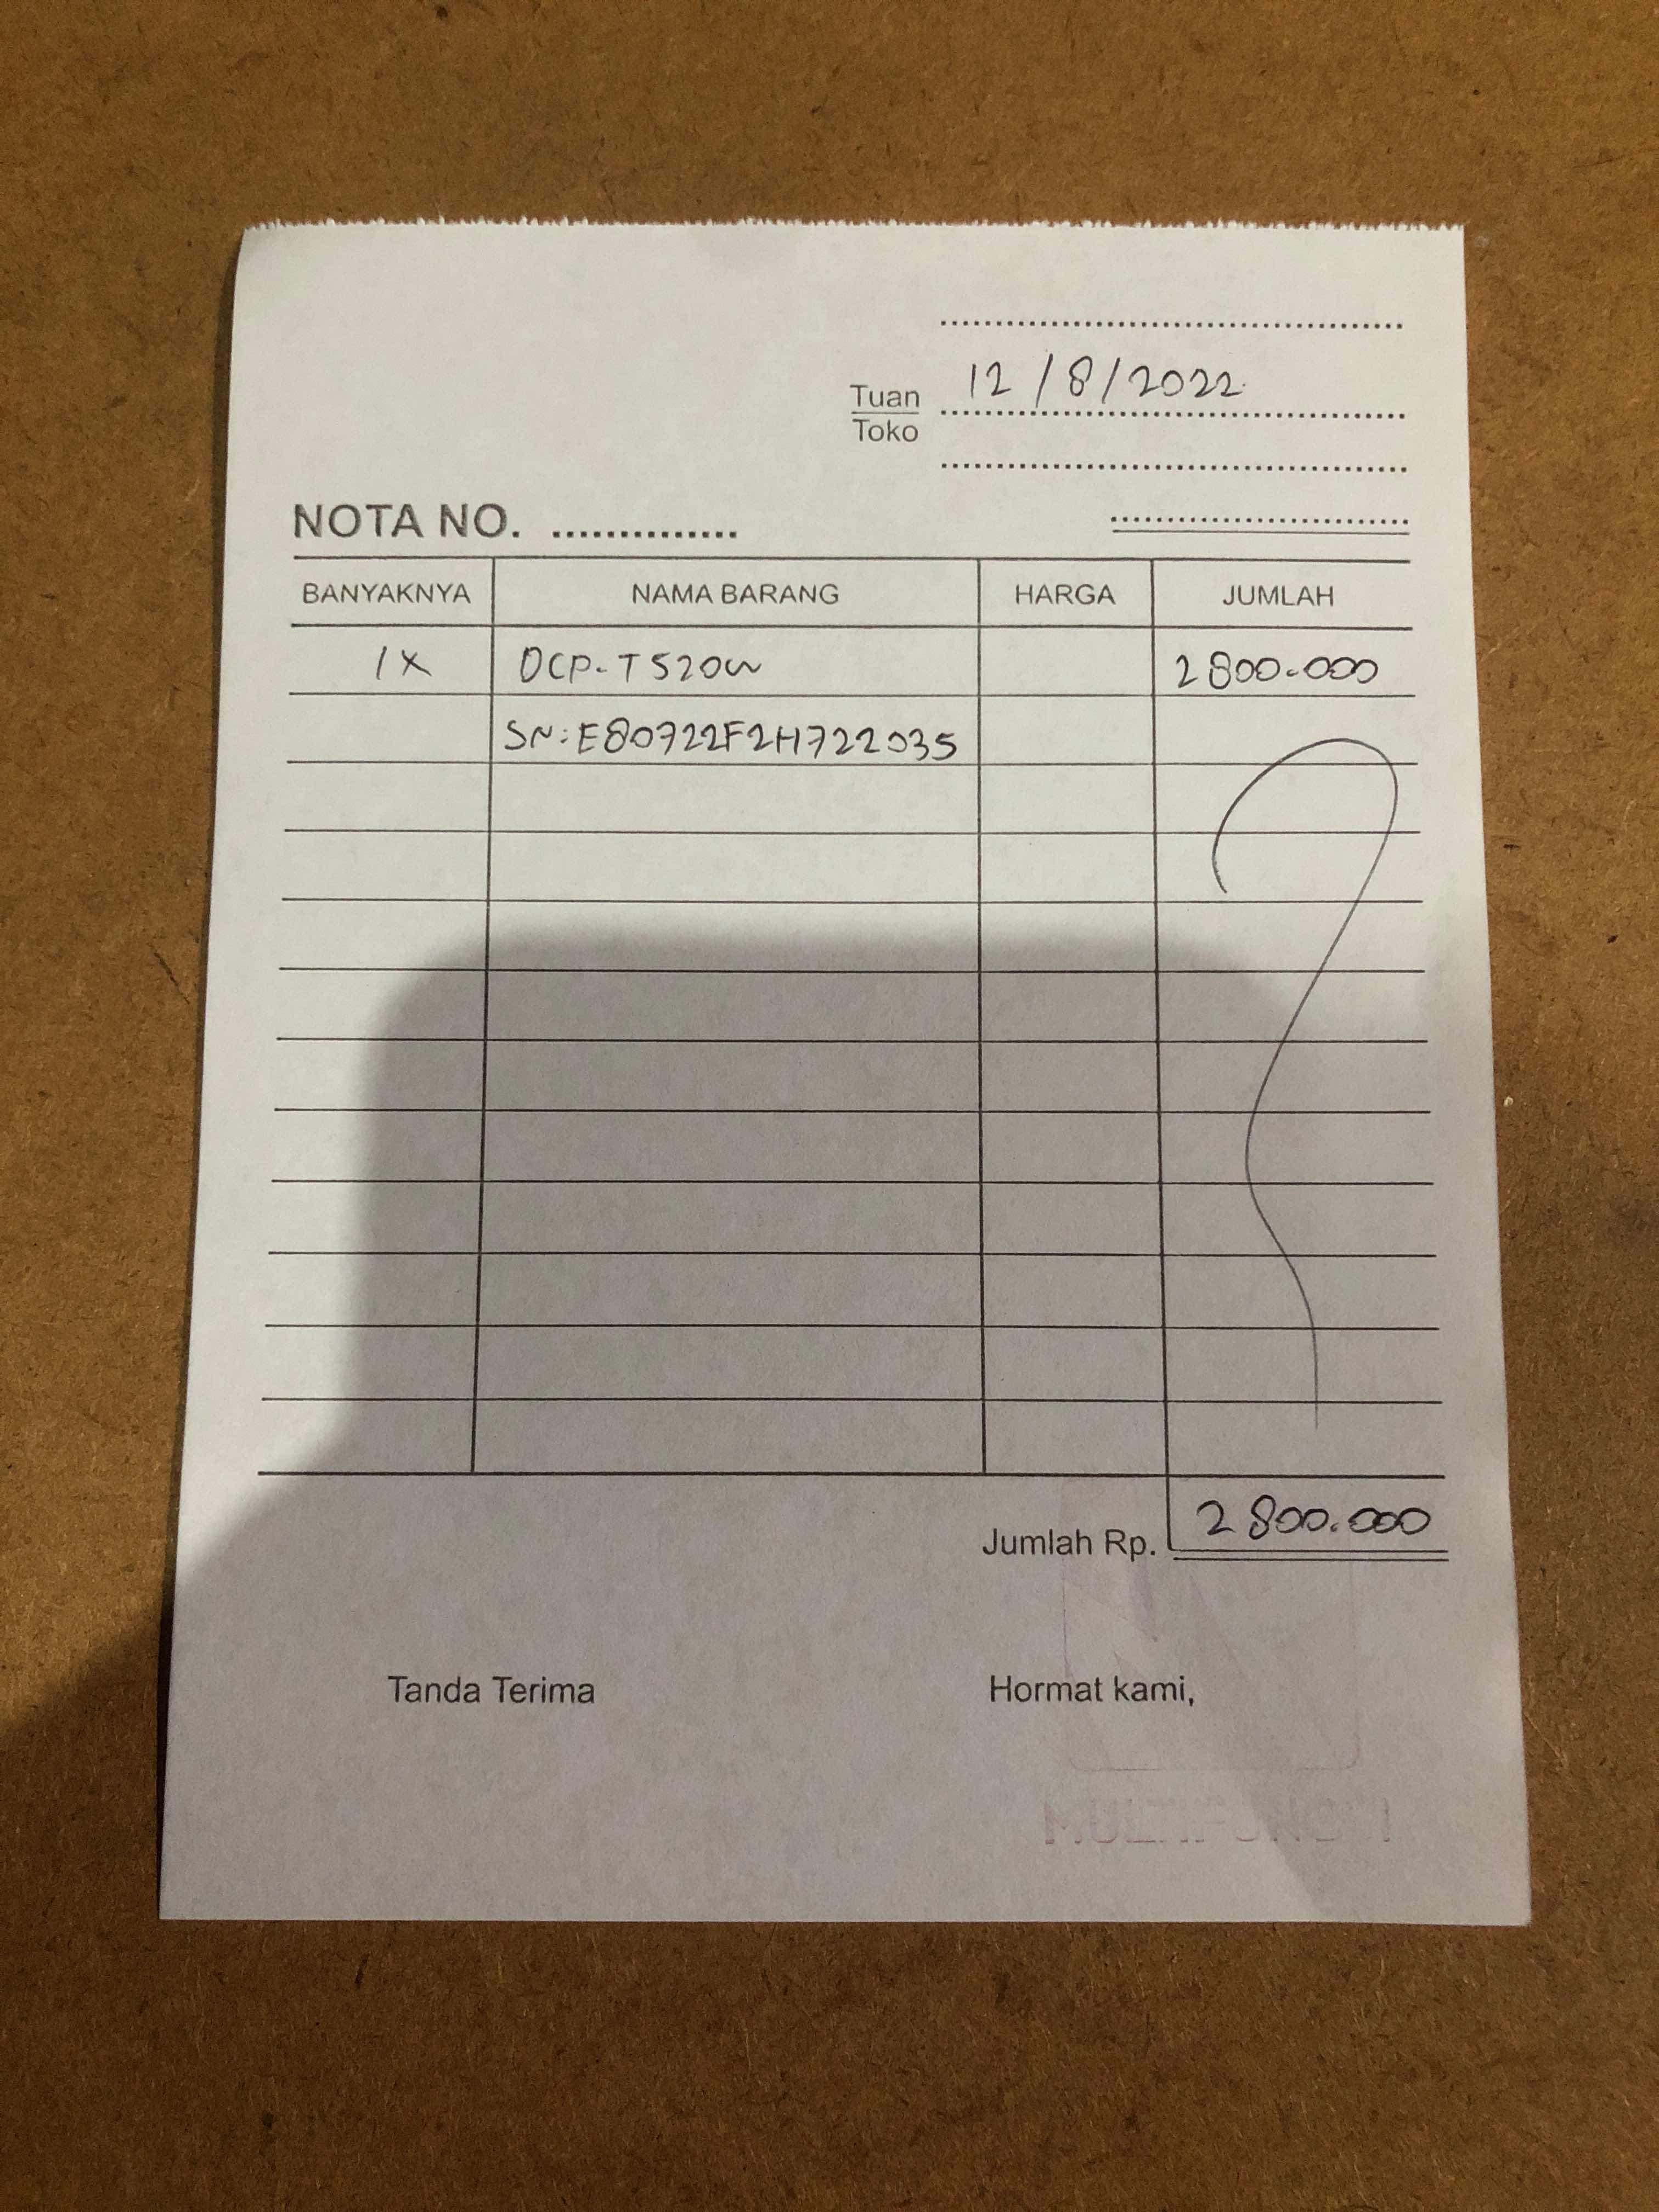 12/8/2022
Tuan
Toko
NOTA NO. ..............
BANYAKNYA NAMA BARANG HARGA JUMLAH
1X DCP-T520W 2800.000
SN:E80722F2H722035
Jumlah Rp. 2800.000
Tanda Terima Hormat kami,